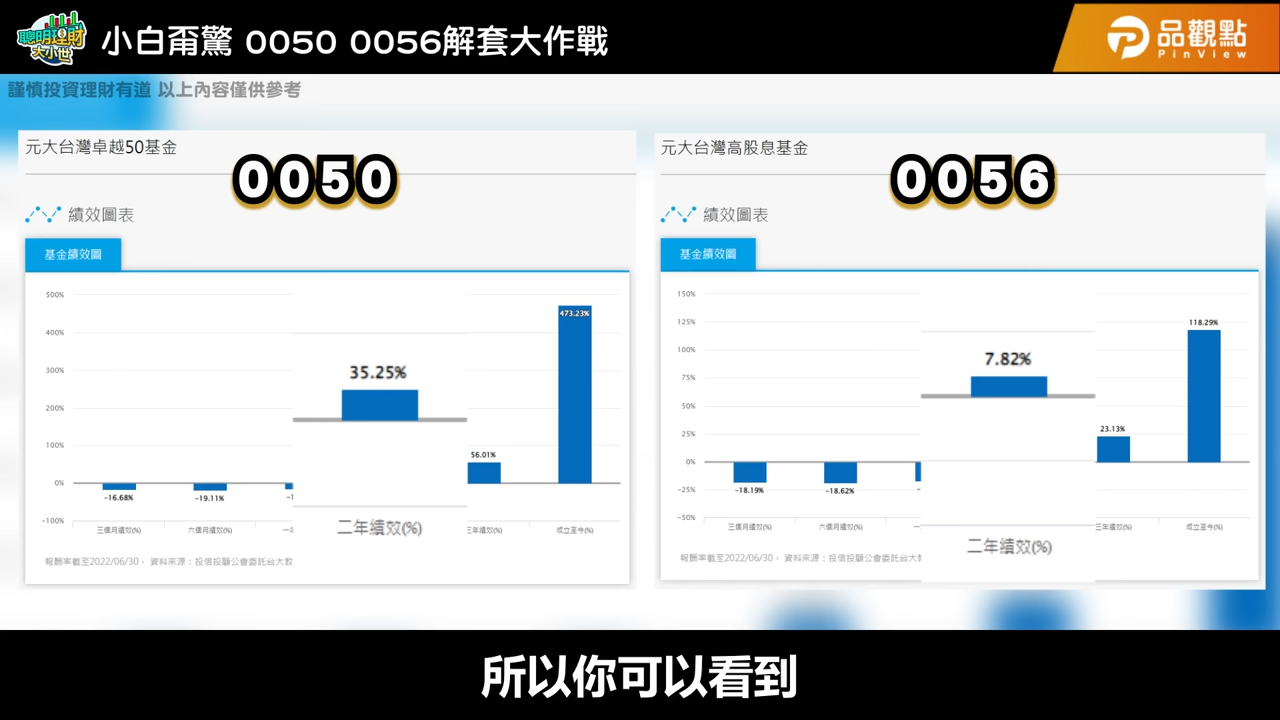 聰明理財
大小世
小白甭驚 0050 0056解套大作戰
品觀點
PinView
謹慎投資理財有道 以上內容僅供參考
元大台灣卓越50基金
0050
績效圖表
基金績效圖
500%
400%
300%
200%
100%
0%
-100%
-16.68%
-19.11%
35.25%
56.01%
473.23%
三個月績效(%)
六個月績效(%)
二年績效(%)
三年績效(%)
成立至今(%)
報酬率截至2022/06/30， 資料來源：投信投顧公會委託台大教
元大台灣高股息基金
0056
績效圖表
基金績效圖
150%
125%
100%
75%
50%
25%
0%
-25%
-50%
-18.19%
-18.62%
7.82%
23.13%
118.29%
三個月績效(%)
六個月績效(%)
二年績效(%)
三年績效(%)
成立至今(%)
報酬率截至2022/06/30， 資料來源：投信投顧公會委託台大
所以你可以看到